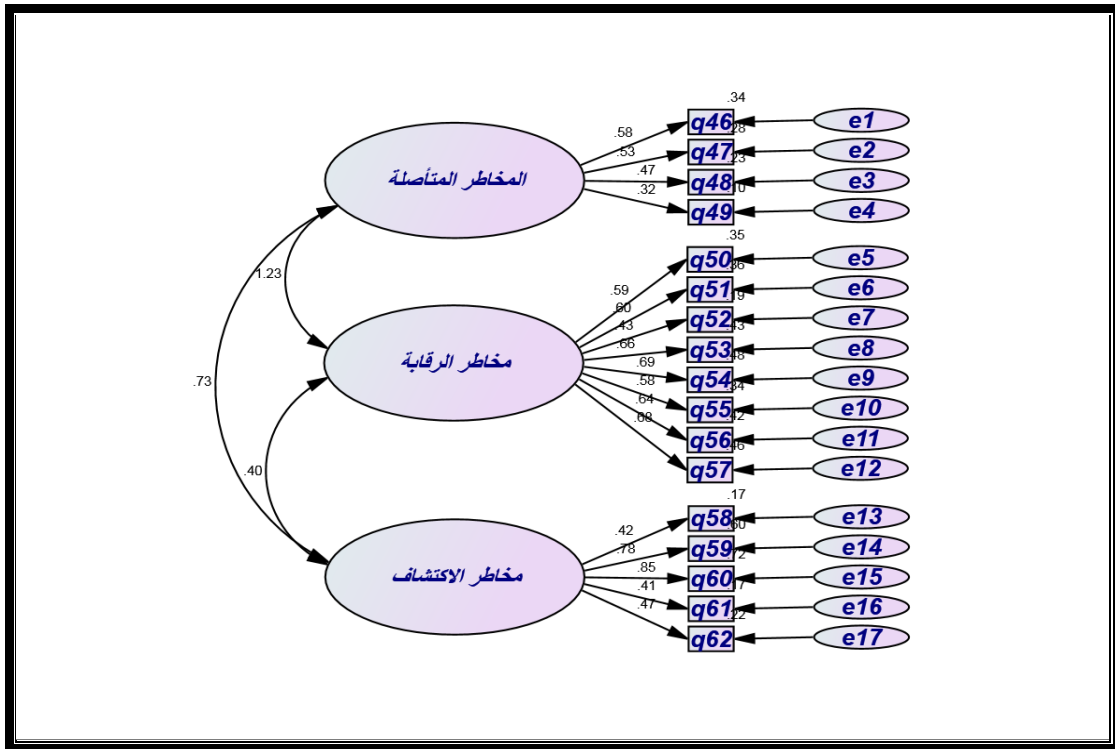 .34
.58
q46
e1
.28
.53
q47
e2
.23
.47
q48
e3
.10
.32
q49
e4
المخاطر المتأصلة
.35
.59
q50
e5
.36
.60
q51
e6
.19
.43
q52
e7
.43
.66
q53
e8
.48
.69
q54
e9
.34
.58
q55
e10
.42
.64
q56
e11
.46
.68
q57
e12
مخاطر الرقابة
1.23
.73
.40
.17
.42
q58
e13
.60
.78
q59
e14
.72
.85
q60
e15
.17
.41
q61
e16
.22
.47
q62
e17
مخاطر الاكتشاف